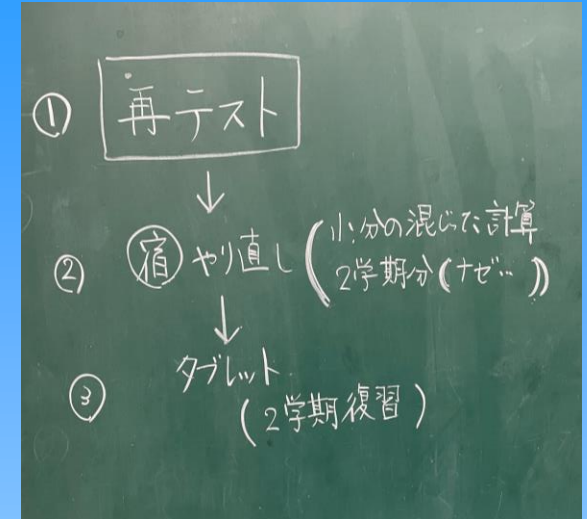 ① 再テスト
↓
② ㊙宿 やり直し（小・分の混じった計算
2学期分（ナゼ…））
↓
③ タブレット
（2学期復習）